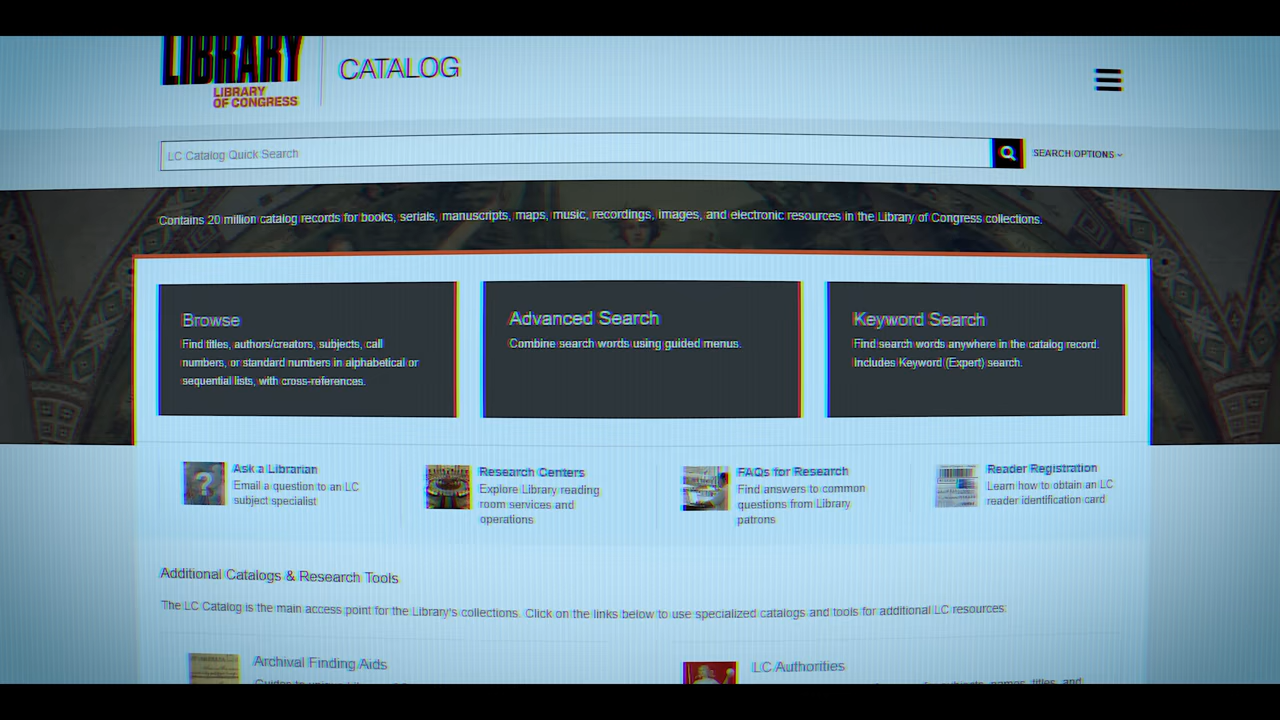 LIBRARY
LIBRARY
OF CONGRESS
CATALOG
LC Catalog Quick Search
SEARCH OPTIONS
Contains 20 million catalog records for books, serials, manuscripts, maps, music, recordings, images, and electronic resources in the Library of Congress collections.
Browse
Find titles, authors/creators, subjects, call
numbers, or standard numbers in alphabetical or
sequential lists, with cross-references.
Advanced Search
Combine search words using guided menus.
Keyword Search
Find search words anywhere in the catalog record.
Includes Keyword (Expert) search.
Ask a Librarian
Email a question to an LC
subject specialist
Research Centers
Explore Library reading
room services and
operations
FAQs for Research
Find answers to common
questions from Library
patrons
Reader Registration
Learn how to obtain an LC
reader identification card
Additional Catalogs & Research Tools
The LC Catalog is the main access point for the Library's collections. Click on the links below to use specialized catalogs and tools for additional LC resources:
Archival Finding Aids
LC Authorities